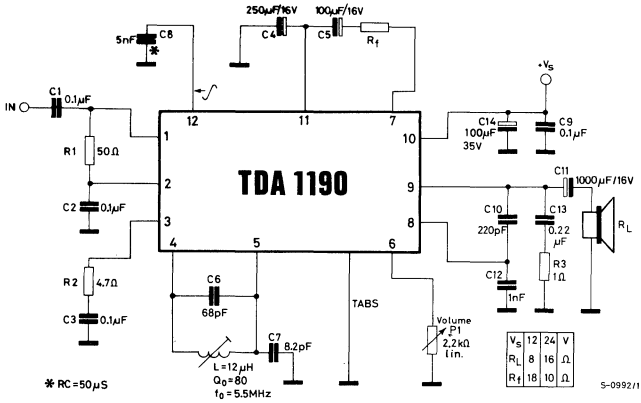 250µF/16V
100µF/16V
C4
C5
Rf
5nF
C8
*
+Vs
C1
0.1µF
IN
12
11
7
1
10
C14
100µF
35V
C9
0.1µF
R1
50Ω
TDA 1190
C11
1000µF/16V
2
9
C2
0.1µF
C10
220pF
C13
0.22
µF
RL
3
8
4
5
6
R2
4.7Ω
C6
68pF
C12
1nF
R3
1Ω
TABS
C3
0.1µF
Volume
P1
2,2kΩ
lin.
C7
8.2pF
L=12µH
Q0=80
f0=5.5MHz
Vs 12 24 V
RL 8 16 Ω
Rf 18 10 Ω
* RC=50µS
S-0992/1